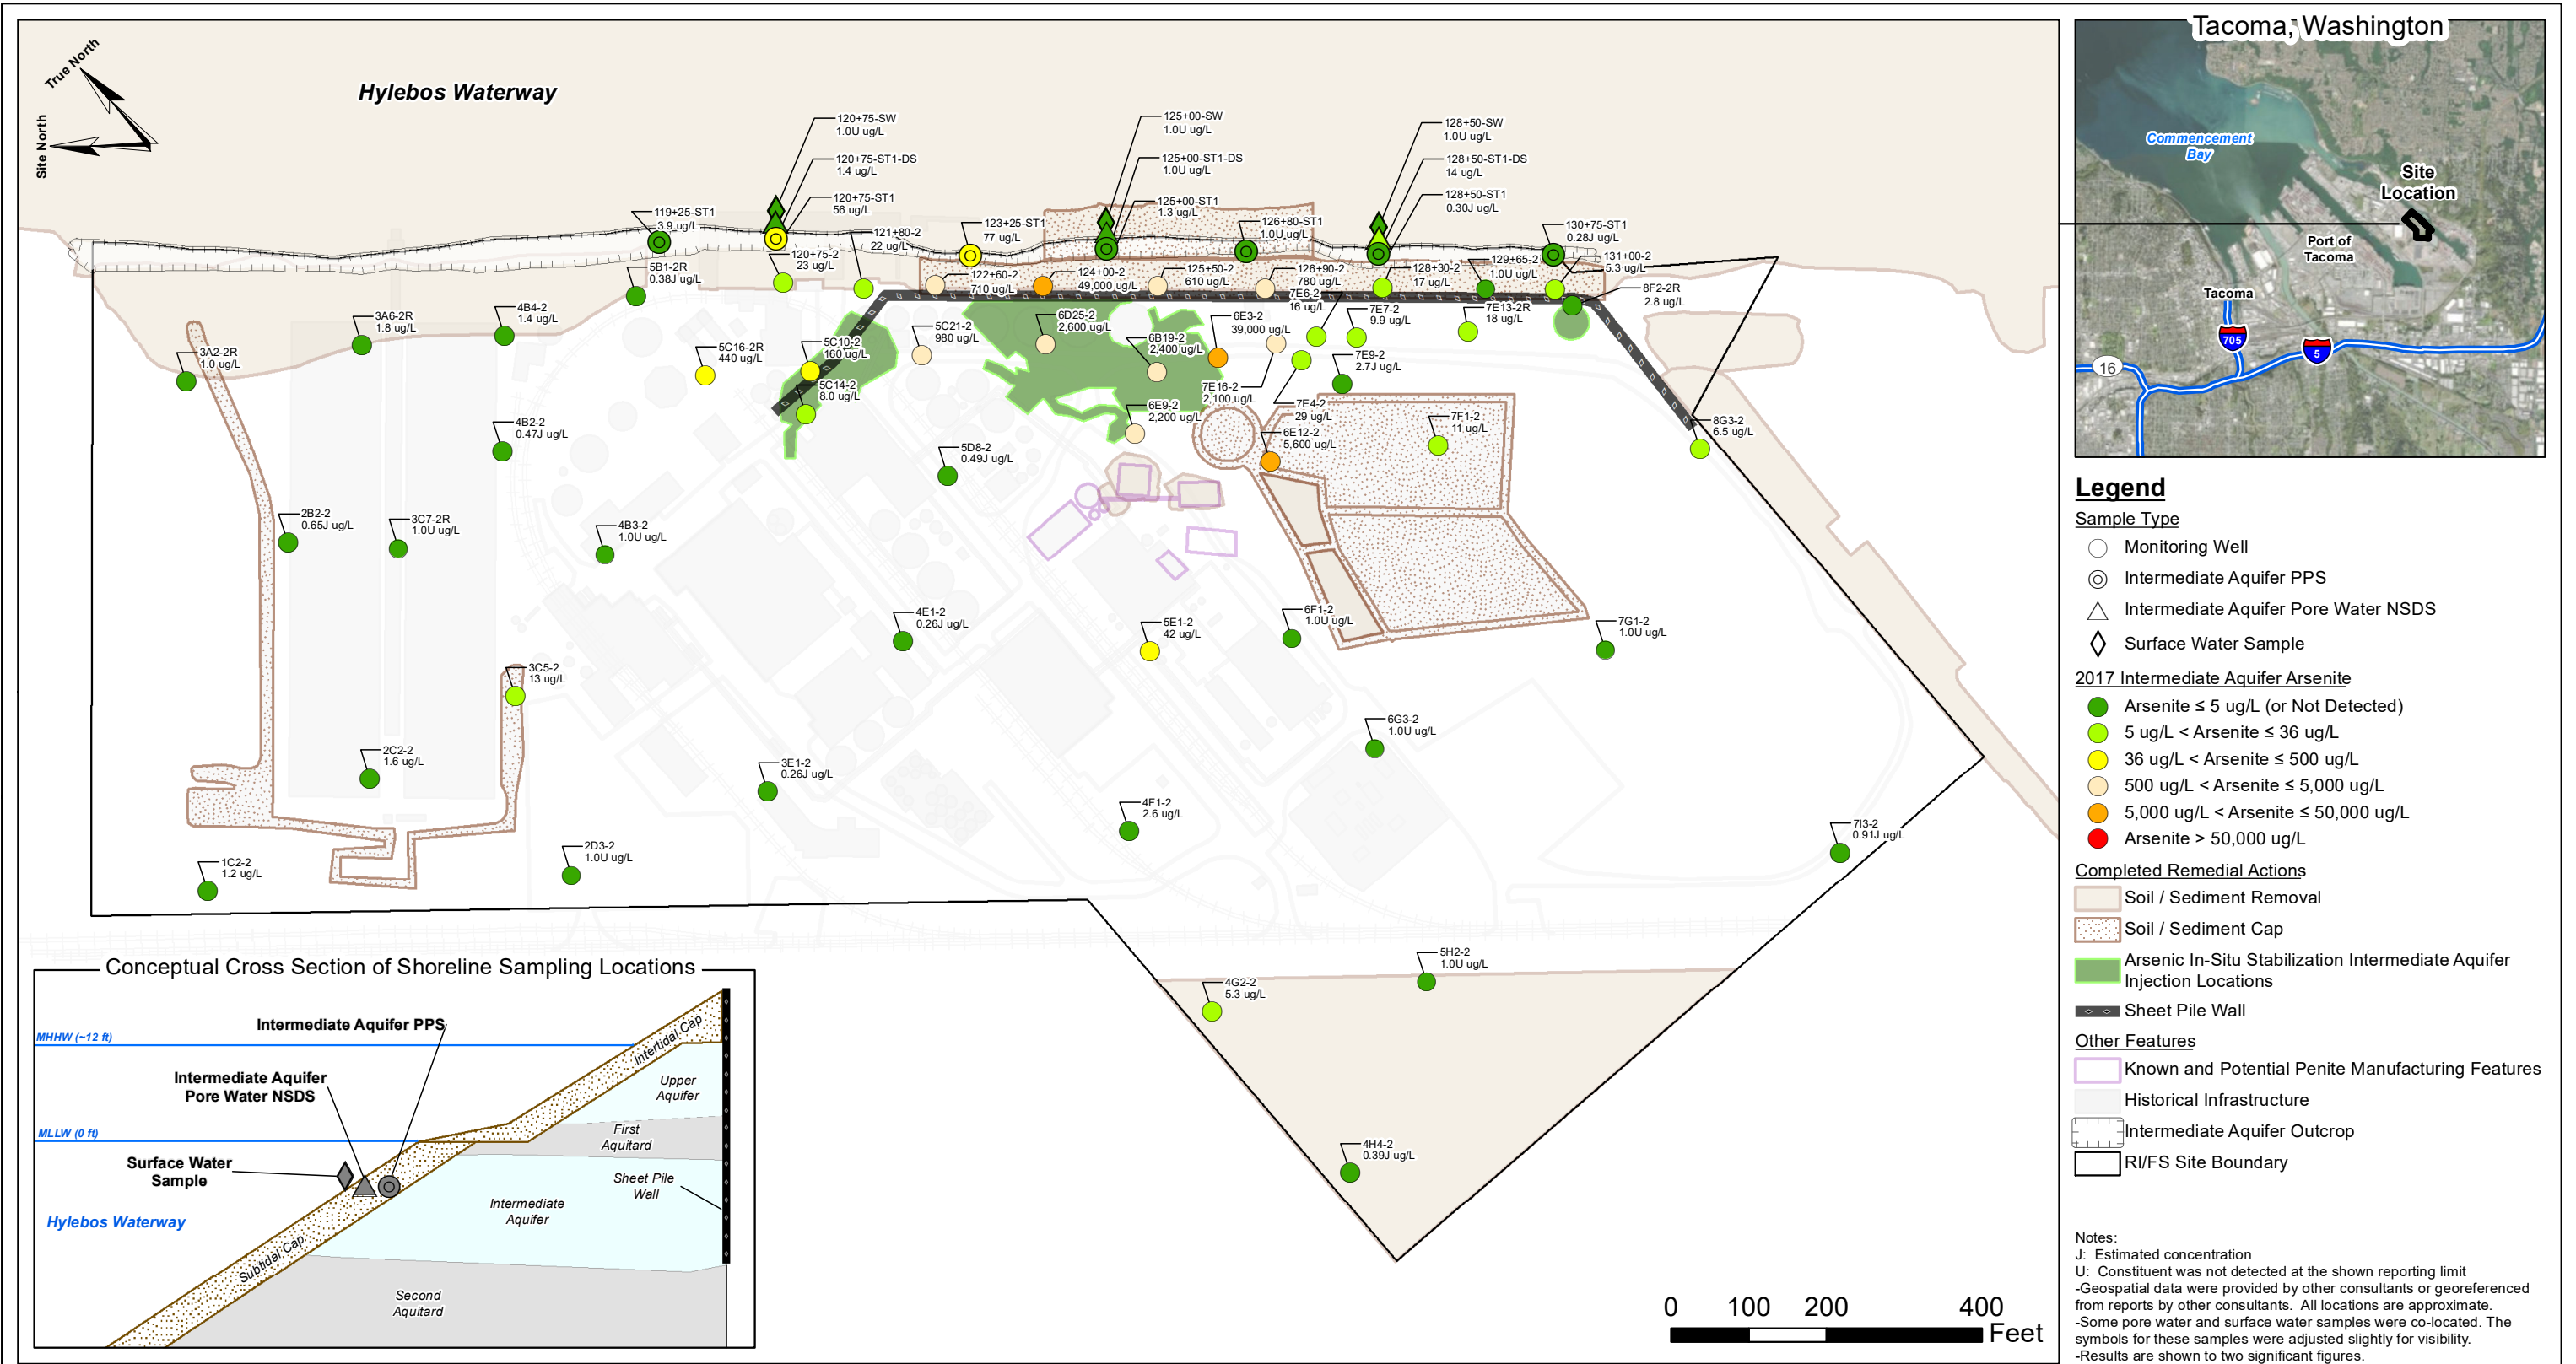 True North
Site North
Hylebos Waterway
120+75-SW
1.0U ug/L
120+75-ST1-DS
1.4 ug/L
120+75-ST1
56 ug/L
125+00-SW
1.0U ug/L
125+00-ST1-DS
1.0U ug/L
125+00-ST1
1.3 ug/L
128+50-SW
1.0U ug/L
128+50-ST1-DS
14 ug/L
128+50-ST1
0.30J ug/L
119+25-ST1
3.9 ug/L
121+80-2
22 ug/L
123+25-ST1
77 ug/L
126+80-ST1
1.0U ug/L
130+75-ST1
0.28J ug/L
5B1-2R
0.38J ug/L
120+75-2
23 ug/L
122+60-2
710 ug/L
124+00-2
49,000 ug/L
125+50-2
610 ug/L
126+90-2
780 ug/L
128+30-2
17 ug/L
129+65-2
1.0U ug/L
131+00-2
5.3 ug/L
8F2-2R
2.8 ug/L
3A2-2R
1.0 ug/L
3A6-2R
1.8 ug/L
4B4-2
1.4 ug/L
5C16-2R
440 ug/L
5C10-2
160 ug/L
5C14-2
8.0 ug/L
5C21-2
980 ug/L
6D25-2
2,600 ug/L
6B19-2
2,400 ug/L
6E3-2
39,000 ug/L
7E6-2
16 ug/L
7E7-2
9.9 ug/L
7E13-2R
18 ug/L
7E9-2
2.7J ug/L
7E16-2
2,100 ug/L
7E4-2
29 ug/L
6E9-2
2,200 ug/L
6E12-2
5,600 ug/L
7F1-2
11 ug/L
8G3-2
6.5 ug/L
4B2-2
0.47J ug/L
5D8-2
0.49J ug/L
2B2-2
0.65J ug/L
3C7-2R
1.0U ug/L
4B3-2
1.0U ug/L
4E1-2
0.26J ug/L
5E1-2
42 ug/L
6F1-2
1.0U ug/L
7G1-2
1.0U ug/L
3C5-2
13 ug/L
6G3-2
1.0U ug/L
2C2-2
1.6 ug/L
3E1-2
0.26J ug/L
4F1-2
2.6 ug/L
7I3-2
0.91J ug/L
1C2-2
1.2 ug/L
2D3-2
1.0U ug/L
5H2-2
1.0U ug/L
4G2-2
5.3 ug/L
4H4-2
0.39J ug/L
Conceptual Cross Section of Shoreline Sampling Locations
Intermediate Aquifer PPS
MHHW (~12 ft)
Intertidal Cap
Intermediate Aquifer
Pore Water NSDS
Upper
Aquifer
MLLW (0 ft)
First
Aquitard
Surface Water
Sample
Sheet Pile
Wall
Intermediate
Aquifer
Hylebos Waterway
Subtidal Cap
Second
Aquitard
0 100 200 400
Feet
Tacoma, Washington
Commencement
Bay
Site
Location
Port of
Tacoma
Tacoma
705
5
16
Legend
Sample Type
Monitoring Well
Intermediate Aquifer PPS
Intermediate Aquifer Pore Water NSDS
Surface Water Sample
2017 Intermediate Aquifer Arsenite
Arsenite ≤ 5 ug/L (or Not Detected)
5 ug/L < Arsenite ≤ 36 ug/L
36 ug/L < Arsenite ≤ 500 ug/L
500 ug/L < Arsenite ≤ 5,000 ug/L
5,000 ug/L < Arsenite ≤ 50,000 ug/L
Arsenite > 50,000 ug/L
Completed Remedial Actions
Soil / Sediment Removal
Soil / Sediment Cap
Arsenic In-Situ Stabilization Intermediate Aquifer
Injection Locations
Sheet Pile Wall
Other Features
Known and Potential Penite Manufacturing Features
Historical Infrastructure
Intermediate Aquifer Outcrop
RI/FS Site Boundary
Notes:
J: Estimated concentration
U: Constituent was not detected at the shown reporting limit
-Geospatial data were provided by other consultants or georeferenced
from reports by other consultants. All locations are approximate.
-Some pore water and surface water samples were co-located. The
symbols for these samples were adjusted slightly for visibility.
-Results are shown to two significant figures.